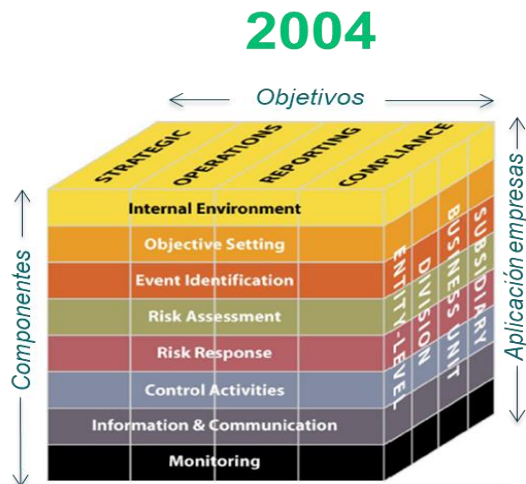 2004
Objetivos
STRATEGIC
OPERATIONS
REPORTING
COMPLIANCE
Componentes
Internal Environment
Objective Setting
Event Identification
Risk Assessment
Risk Response
Control Activities
Information & Communication
Monitoring
ENTITY-LEVEL
DIVISION
BUSINESS UNIT
SUBSIDIARY
Aplicación empresas